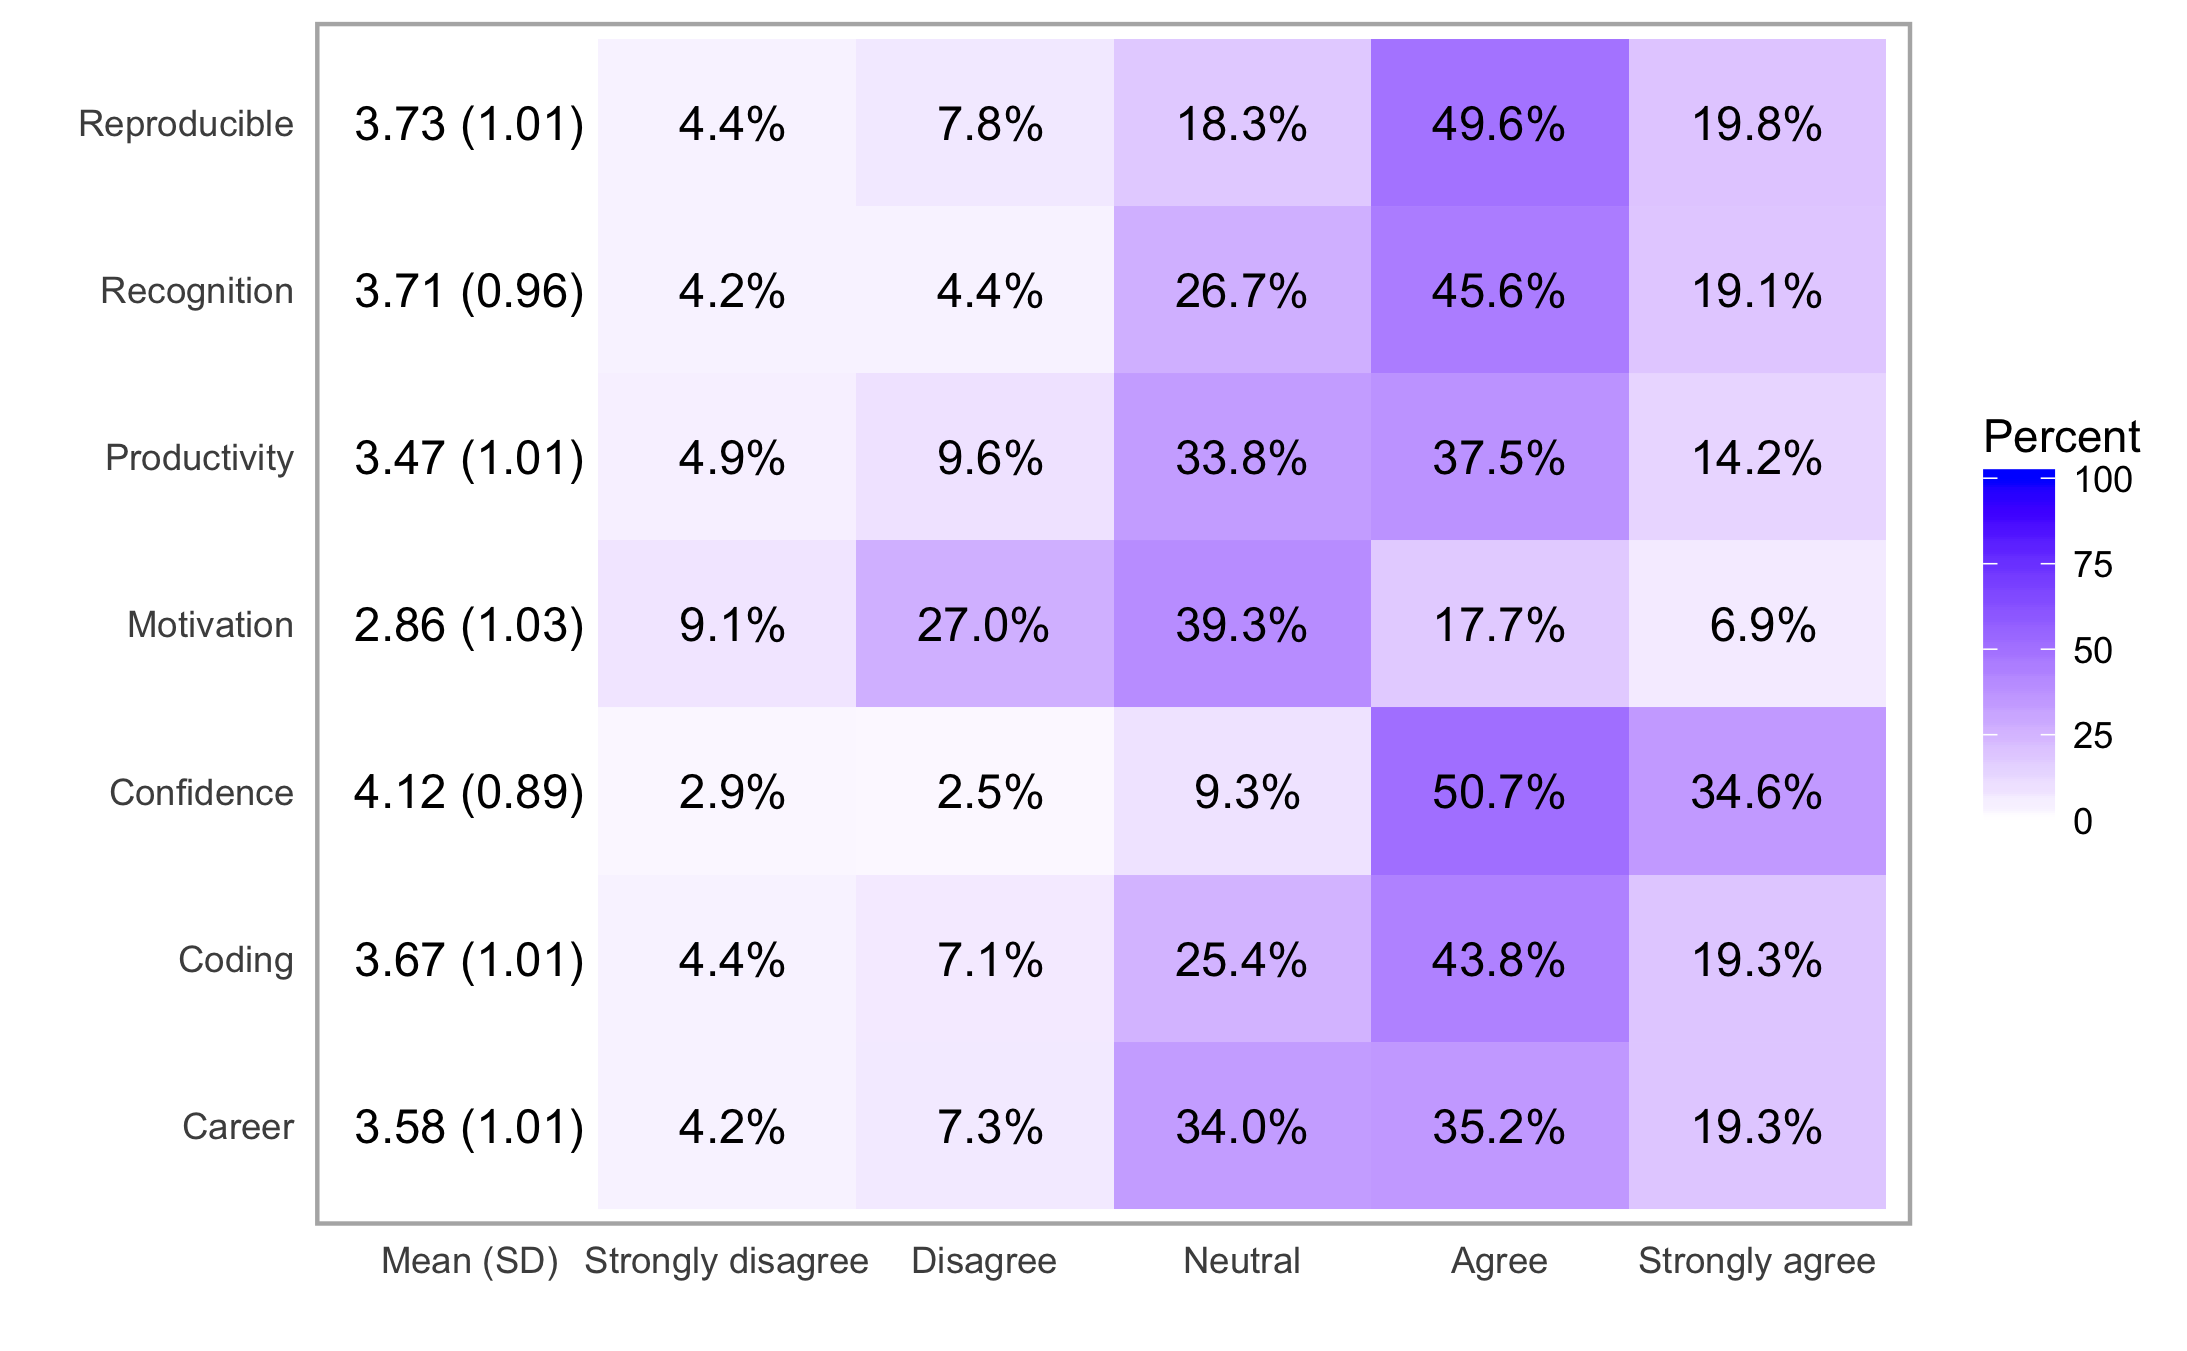 Reproducible 3.73 (1.01) 4.4% 7.8% 18.3% 49.6% 19.8%
Recognition 3.71 (0.96) 4.2% 4.4% 26.7% 45.6% 19.1%
Productivity 3.47 (1.01) 4.9% 9.6% 33.8% 37.5% 14.2%
Motivation 2.86 (1.03) 9.1% 27.0% 39.3% 17.7% 6.9%
Confidence 4.12 (0.89) 2.9% 2.5% 9.3% 50.7% 34.6%
Coding 3.67 (1.01) 4.4% 7.1% 25.4% 43.8% 19.3%
Career 3.58 (1.01) 4.2% 7.3% 34.0% 35.2% 19.3%
Mean (SD) Strongly disagree Disagree Neutral Agree Strongly agree
Percent
100
75
50
25
0